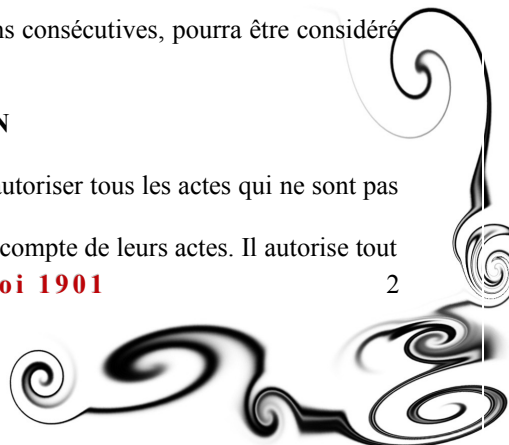 ns consécutives, pourra être considéré
N
autoriser tous les actes qui ne sont pas
compte de leurs actes. Il autorise tout
oi 1901 2